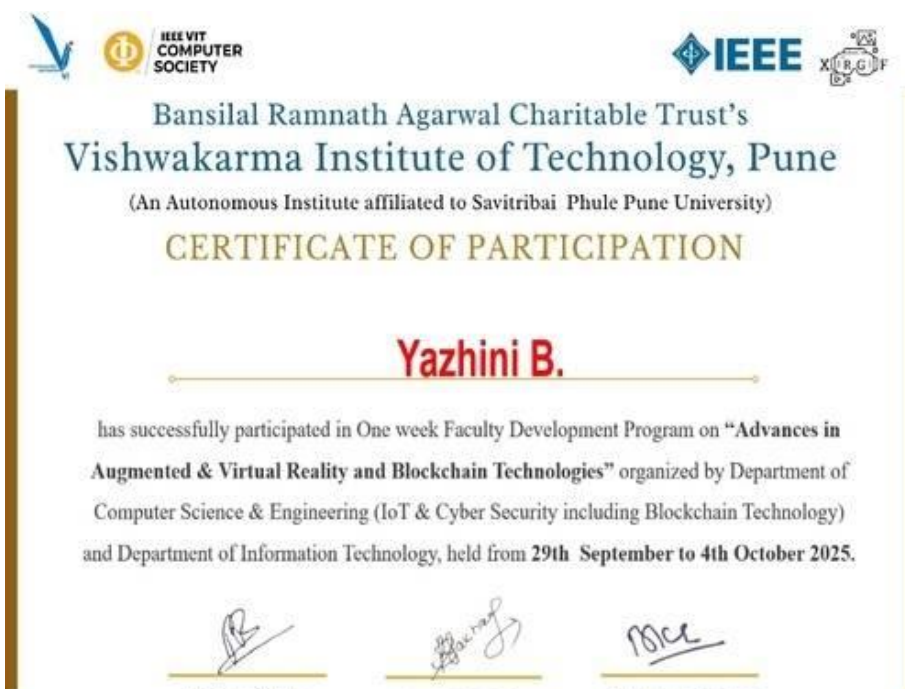 IEEE VIT
COMPUTER
SOCIETY
IEEE
Bansilal Ramnath Agarwal Charitable Trust's
Vishwakarma Institute of Technology, Pune
(An Autonomous Institute affiliated to Savitribai Phule Pune University)
CERTIFICATE OF PARTICIPATION
Yazhini B.
has successfully participated in One week Faculty Development Program on “Advances in
Augmented & Virtual Reality and Blockchain Technologies” organized by Department of
Computer Science & Engineering (IoT & Cyber Security including Blockchain Technology)
and Department of Information Technology, held from 29th September to 4th October 2025.